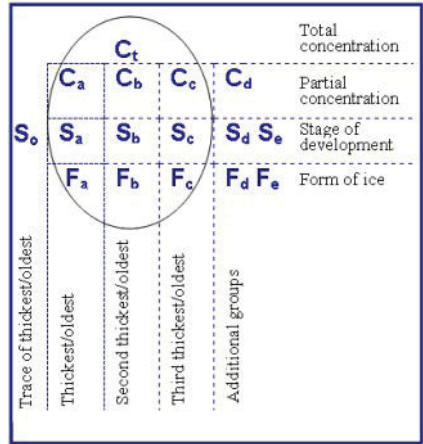 Total
concentration
Ct
Ca Cb Cc Cd
Partial
concentration
So Sa Sb Sc Sd Se
Stage of
development
Fa Fb Fc Fd Fe
Form of ice
Trace of thickest/oldest
Thickest/oldest
Second thickest/oldest
Third thickest/oldest
Additional groups